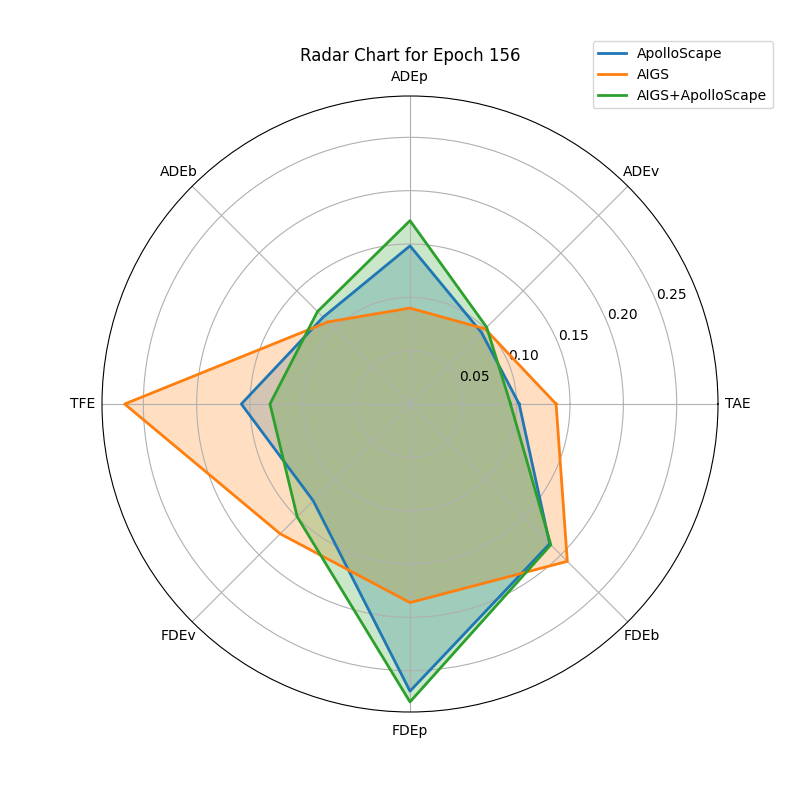 Radar Chart for Epoch 156
ApolloScape
AIGS
AIGS+ApolloScape
ADEp
ADEb
ADEv
0.25
0.20
0.15
0.10
0.05
TFE
TAE
FDEv
FDEb
FDEp